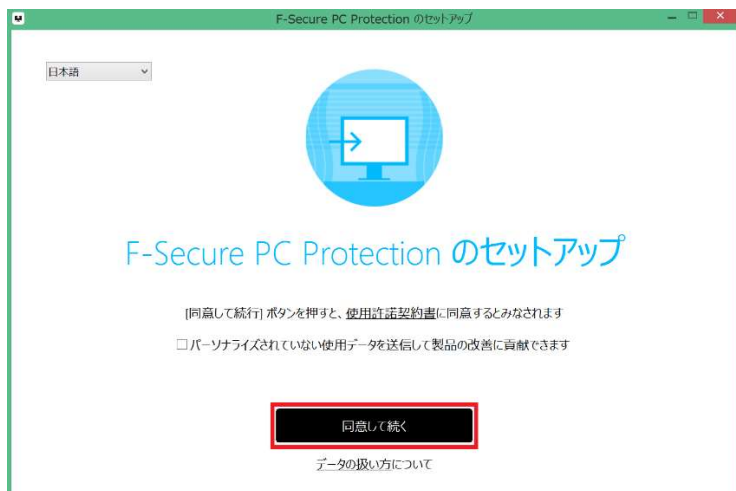 F-Secure PC Protection のセットアップ
日本語
F-Secure PC Protection のセットアップ
[同意して続行] ボタンを押すと、使用許諾契約書に同意するとみなされます
パーソナライズされていない使用データを送信して製品の改善に貢献できます
同意して続く
データの扱い方について